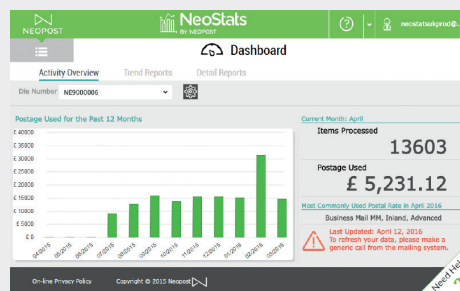 NEOPOST
NeoStats
BY NEOPOST
neostatsukprod@...
Dashboard
Activity Overview
Trend Reports
Detail Reports
Die Number
NE9000006
Postage Used for the Past 12 Months
£ 40000
£ 35000
£ 30000
£ 25000
£ 20000
£ 15000
£ 10000
£ 5000
£ 0
04/2015 05/2015 06/2015 07/2015 08/2015 09/2015 10/2015 11/2015 12/2015 01/2016 02/2016 03/2016
Current Month: April
Items Processed
13603
Postage Used
£ 5,231.12
Most Commonly Used Postal Rate in April 2016
Business Mail MM, Inland, Advanced
Last Updated: April 12, 2016
To refresh your data, please make a
generic call from the mailing system.
Need Hel
On-line Privacy Policy
Copyright © 2015 Neopost